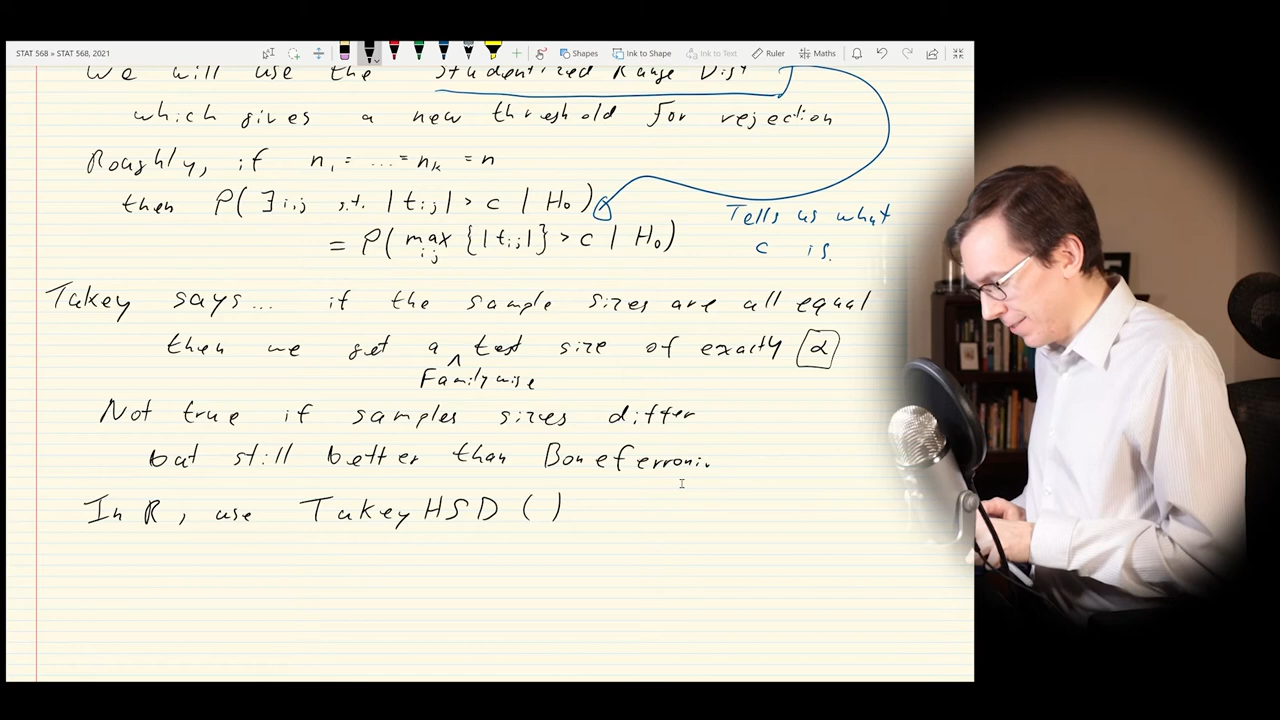 STAT 568 » STAT 568, 2021
Shapes
Ink to Shape
Ink to Text
Ruler
Maths
We will use the Studentized Range Dist
which gives a new threshold for rejection
Roughly, if n₁ = ... = nₖ = n
then P( ∃ i,j s.t. |tᵢⱼ| > c | H₀)
= P( max {|tᵢⱼ|} > c | H₀)
ij
Tells us what
c is.
Tukey says... if the sample sizes are all equal
then we get a ^ test size of exactly α
Familywise
Not true if samples sizes differ
but still better than Boneferroni.
In R, use TukeyHSD ( )